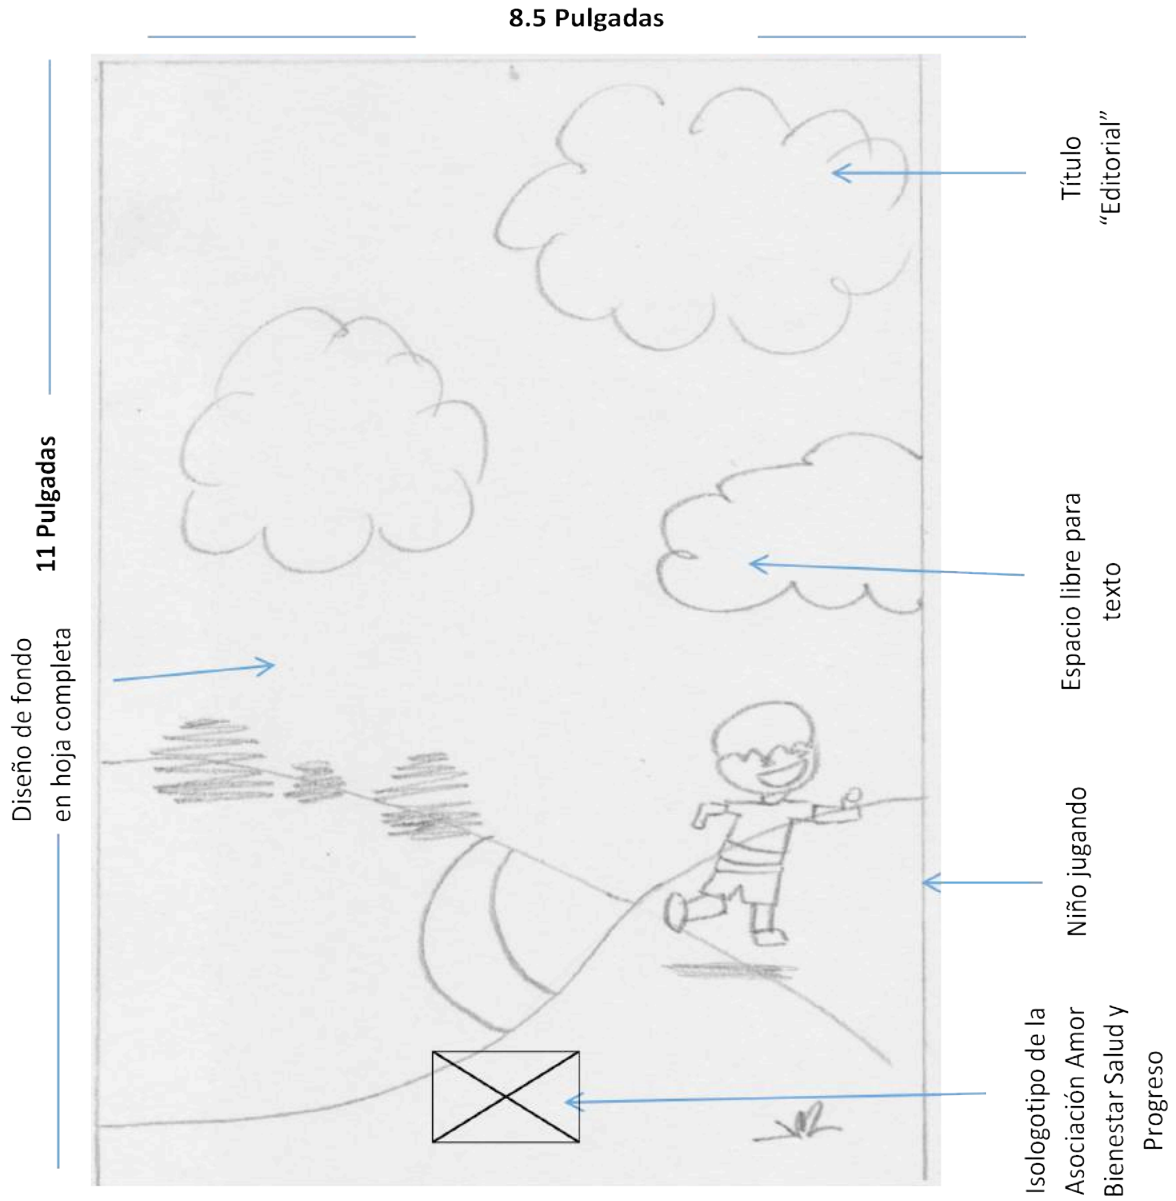 8.5 Pulgadas
11 Pulgadas
Diseño de fondo
en hoja completa
Título
“Editorial”
Espacio libre para
texto
Niño jugando
Isologotipo de la
Asociación Amor
Bienestar Salud y
Progreso